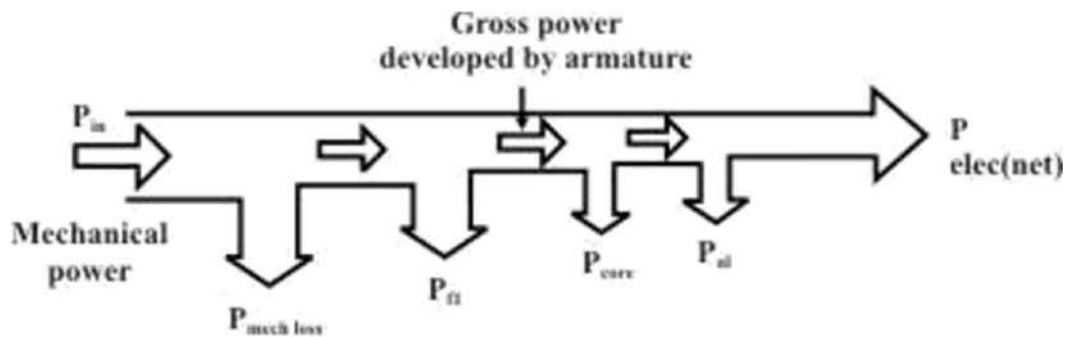 Gross power
developed by armature
P_in
P
elec(net)
Mechanical
power
P_mech loss
P_fl
P_core
P_al